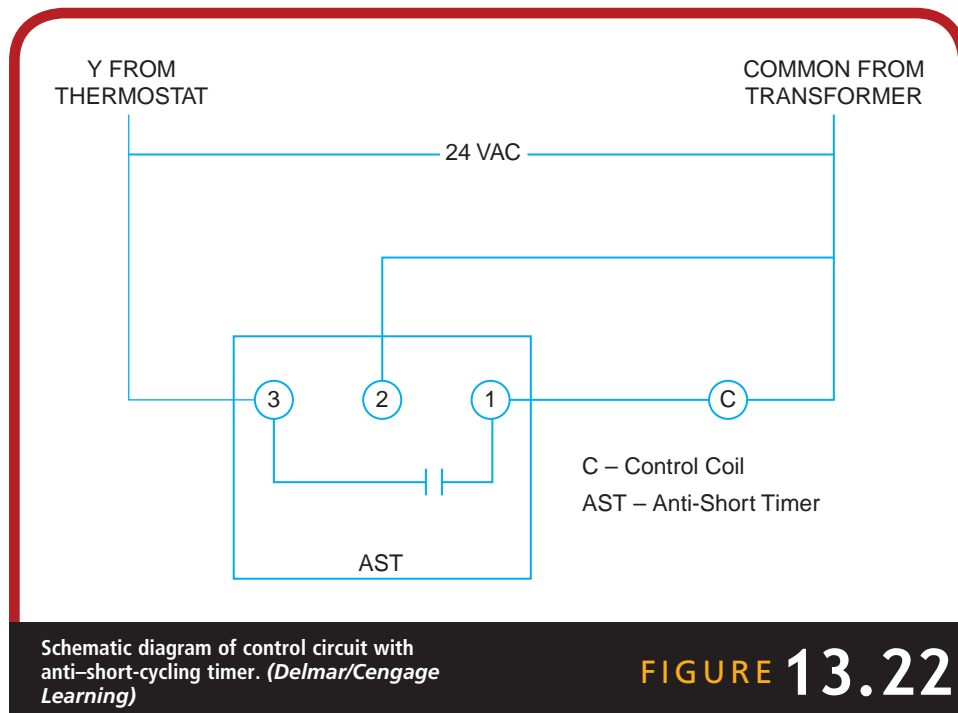 Y FROM
THERMOSTAT
COMMON FROM
TRANSFORMER
24 VAC
3
2
1
C
C – Control Coil
AST – Anti-Short Timer
AST
Schematic diagram of control circuit with
anti–short-cycling timer. (Delmar/Cengage
Learning)
FIGURE 13.22